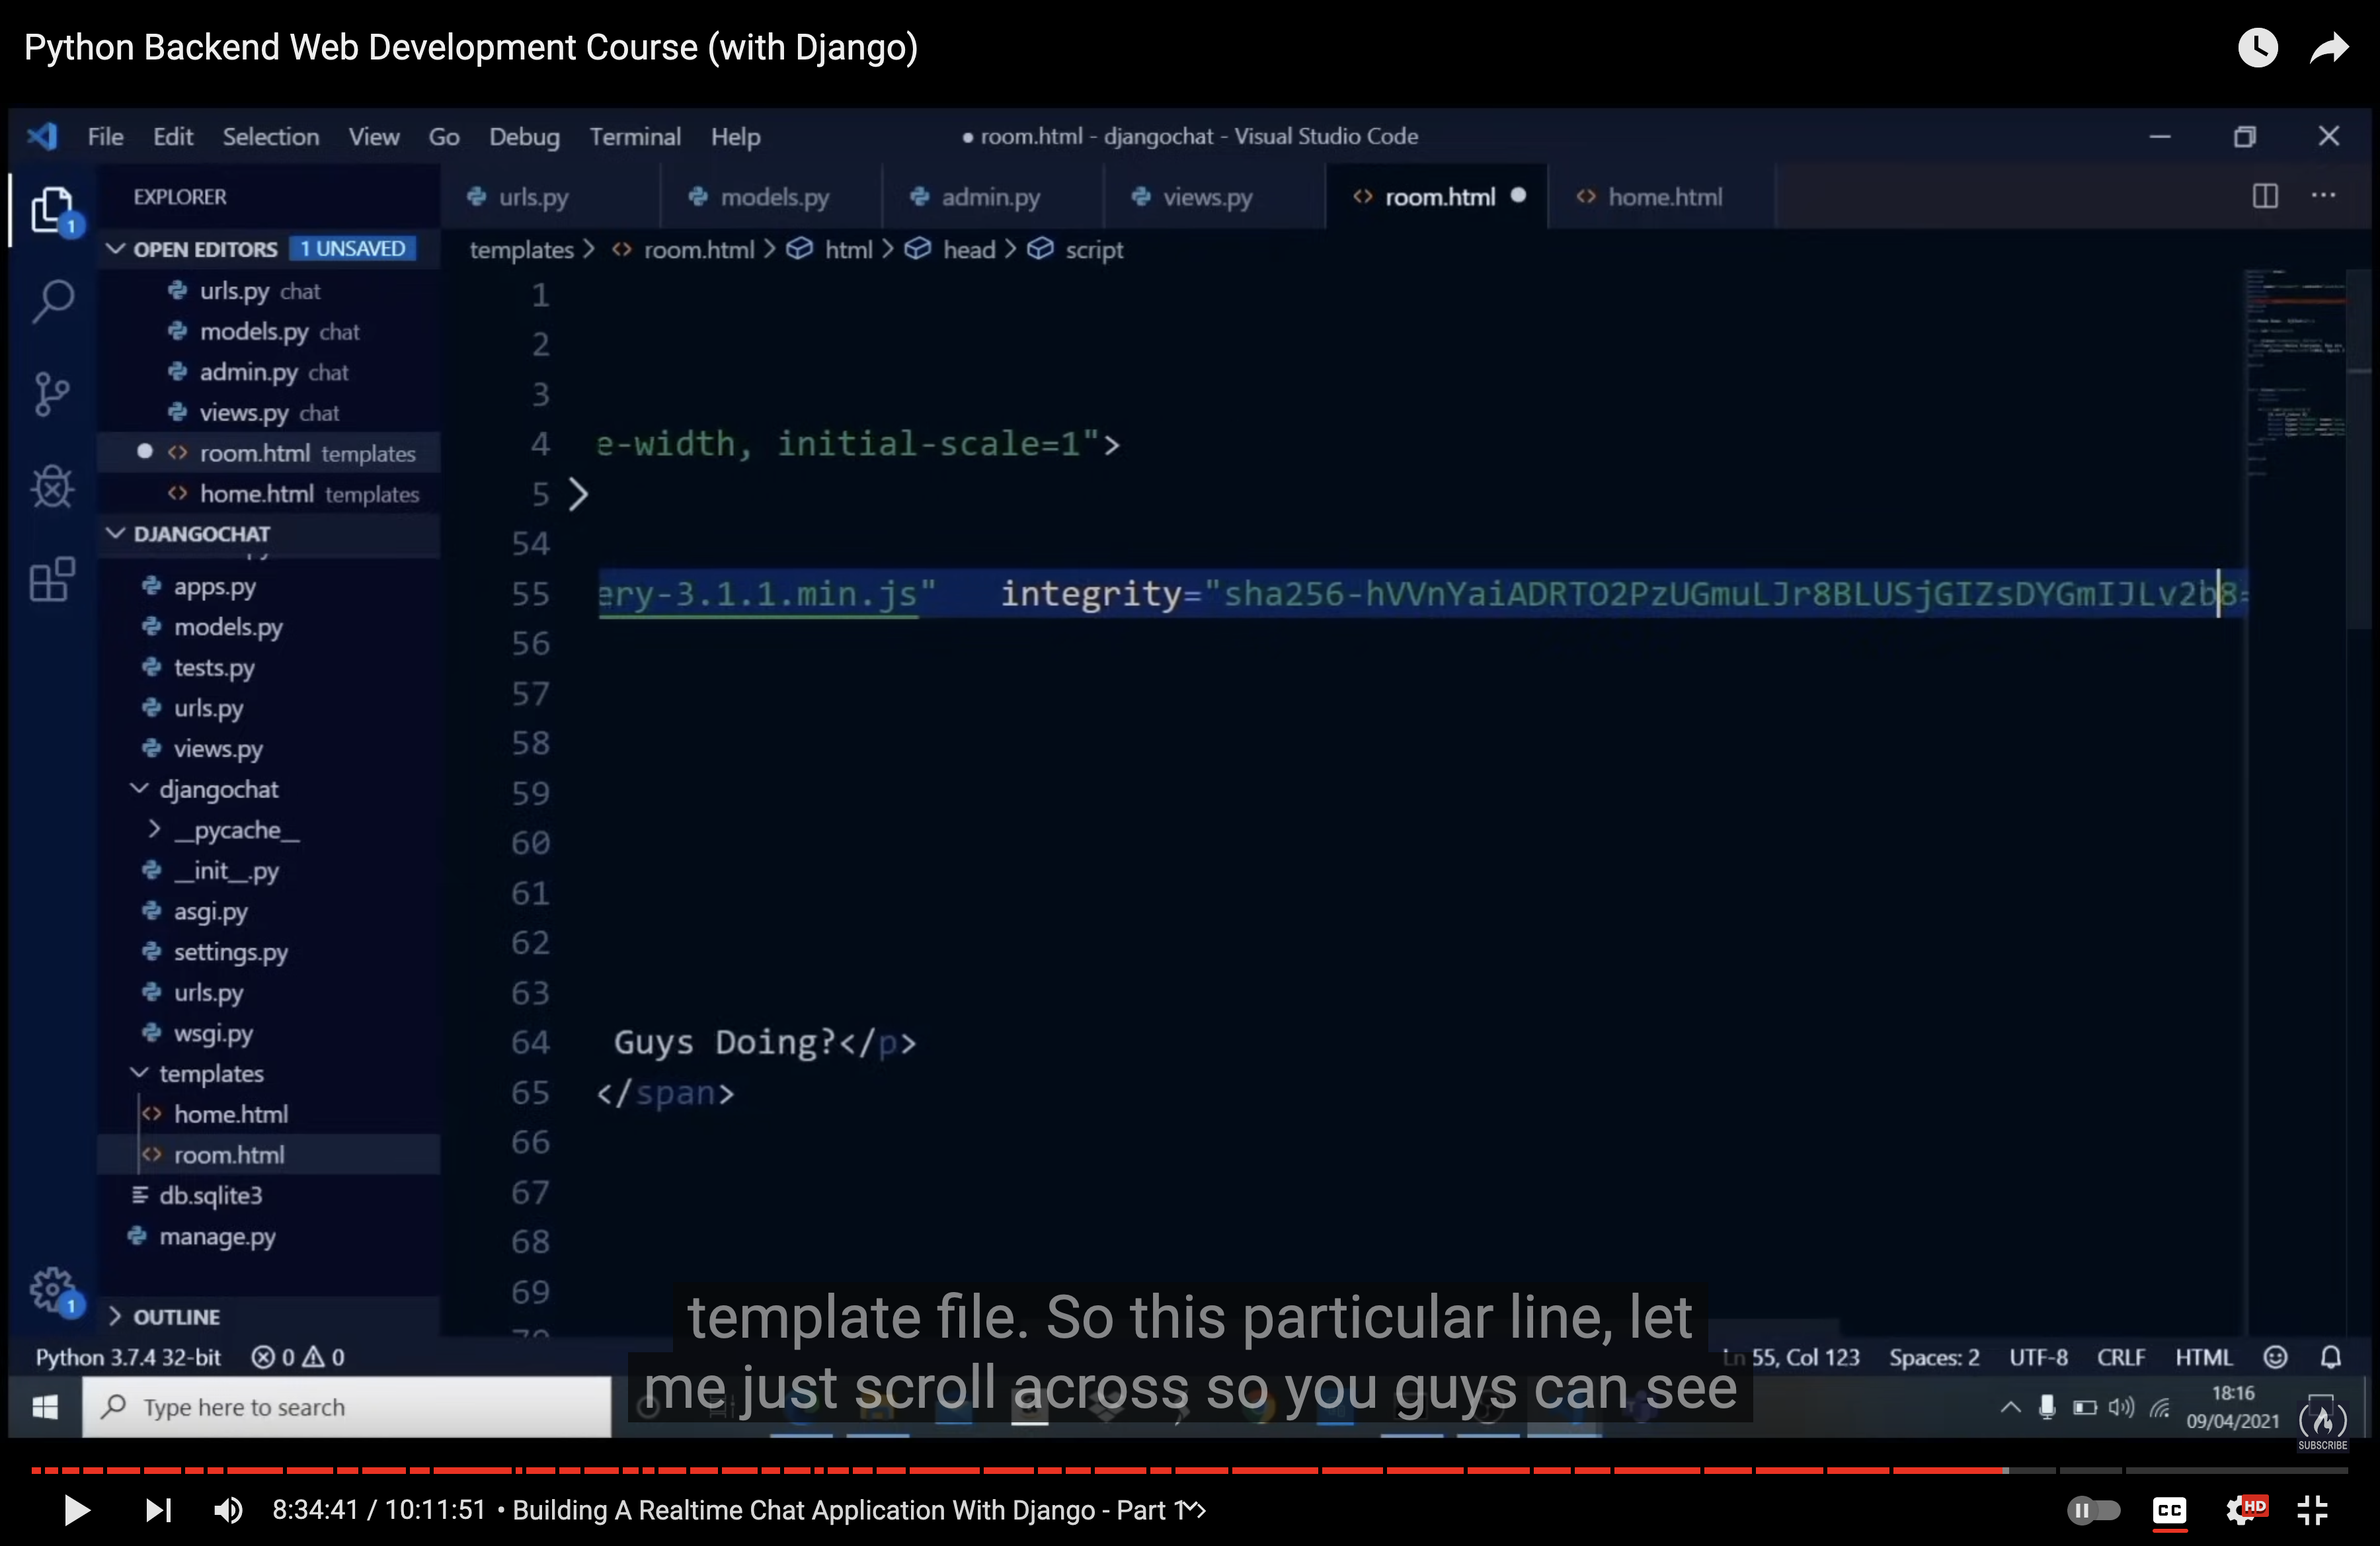 Python Backend Web Development Course (with Django)
File Edit Selection View Go Debug Terminal Help
● room.html - djangochat - Visual Studio Code
EXPLORER
OPEN EDITORS 1 UNSAVED
urls.py chat
models.py chat
admin.py chat
views.py chat
room.html templates
home.html templates
DJANGOCHAT
apps.py
models.py
tests.py
urls.py
views.py
djangochat
__pycache__
__init__.py
asgi.py
settings.py
urls.py
wsgi.py
templates
home.html
room.html
db.sqlite3
manage.py
OUTLINE
1
1
urls.py models.py admin.py views.py room.html home.html
templates > room.html > html > head > script
1
2
3
4 e-width, initial-scale=1">
5
54
55 ery-3.1.1.min.js" integrity="sha256-hVVnYaiADRTO2PzUGmuLJr8BLUSjGIZsDYGmIJLv2b8=
56
57
58
59
60
61
62
63
64 Guys Doing?</p>
65 </span>
66
67
68
69
template file. So this particular line, let
me just scroll across so you guys can see
Python 3.7.4 32-bit 0 0
Ln 55, Col 123 Spaces: 2 UTF-8 CRLF HTML
Type here to search
18:16
09/04/2021
SUBSCRIBE
8:34:41 / 10:11:51 • Building A Realtime Chat Application With Django - Part 1
CC
HD